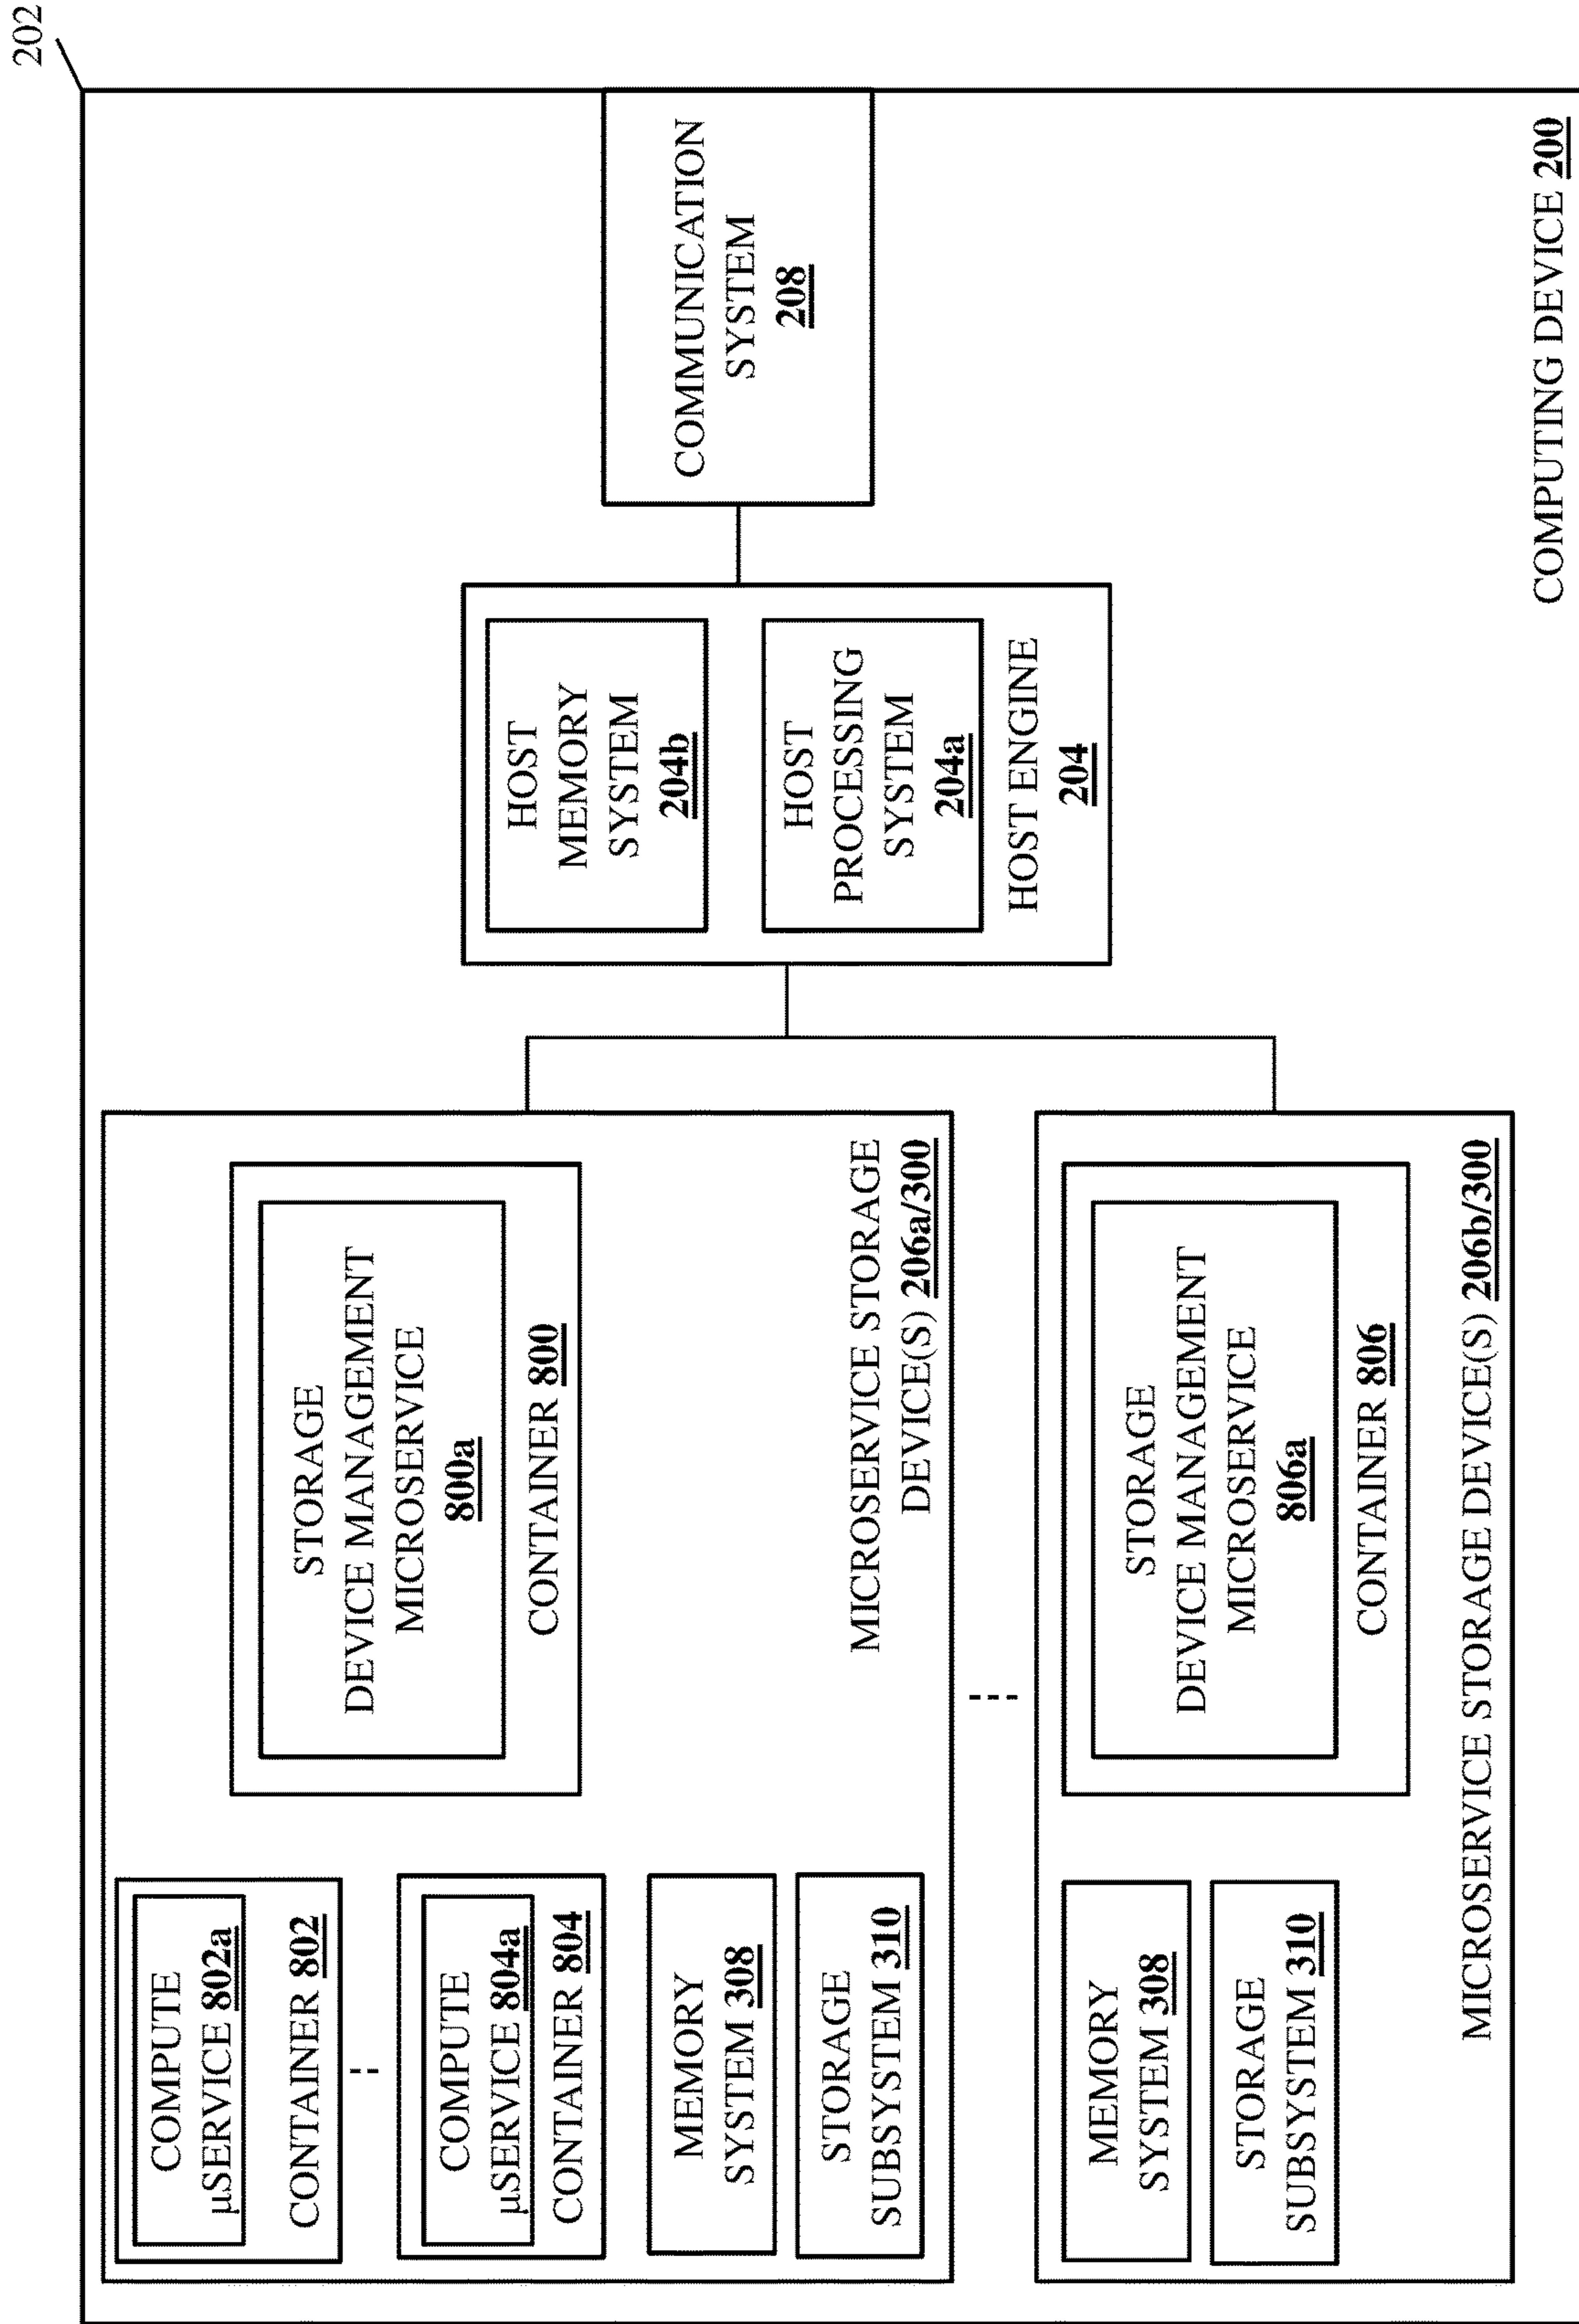 202
COMPUTE
µSERVICE 802a
CONTAINER 802
COMPUTE
µSERVICE 804a
CONTAINER 804
MEMORY
SYSTEM 308
STORAGE
SUBSYSTEM 310
STORAGE
DEVICE MANAGEMENT
MICROSERVICE
800a
CONTAINER 800
MICROSERVICE STORAGE
DEVICE(S) 206a/300
MEMORY
SYSTEM 308
STORAGE
SUBSYSTEM 310
STORAGE
DEVICE MANAGEMENT
MICROSERVICE
806a
CONTAINER 806
MICROSERVICE STORAGE DEVICE(S) 206b/300
HOST
MEMORY
SYSTEM
204b
HOST
PROCESSING
SYSTEM
204a
HOST ENGINE
204
COMMUNICATION
SYSTEM
208
COMPUTING DEVICE 200